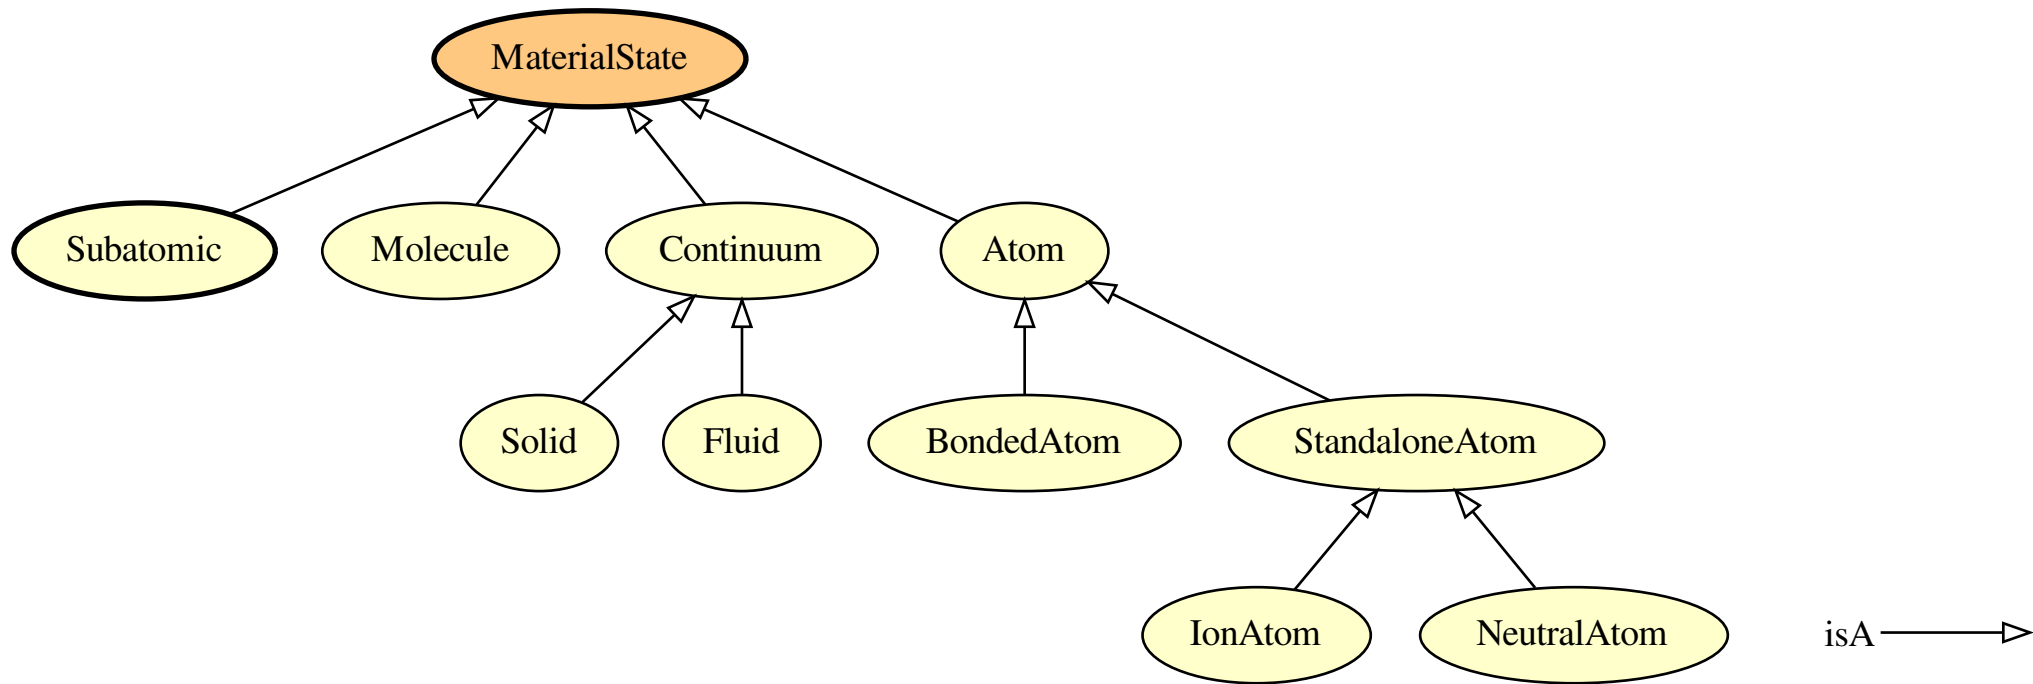 MaterialState
Subatomic
Molecule
Continuum
Atom
Solid
Fluid
BondedAtom
StandaloneAtom
IonAtom
NeutralAtom
isA